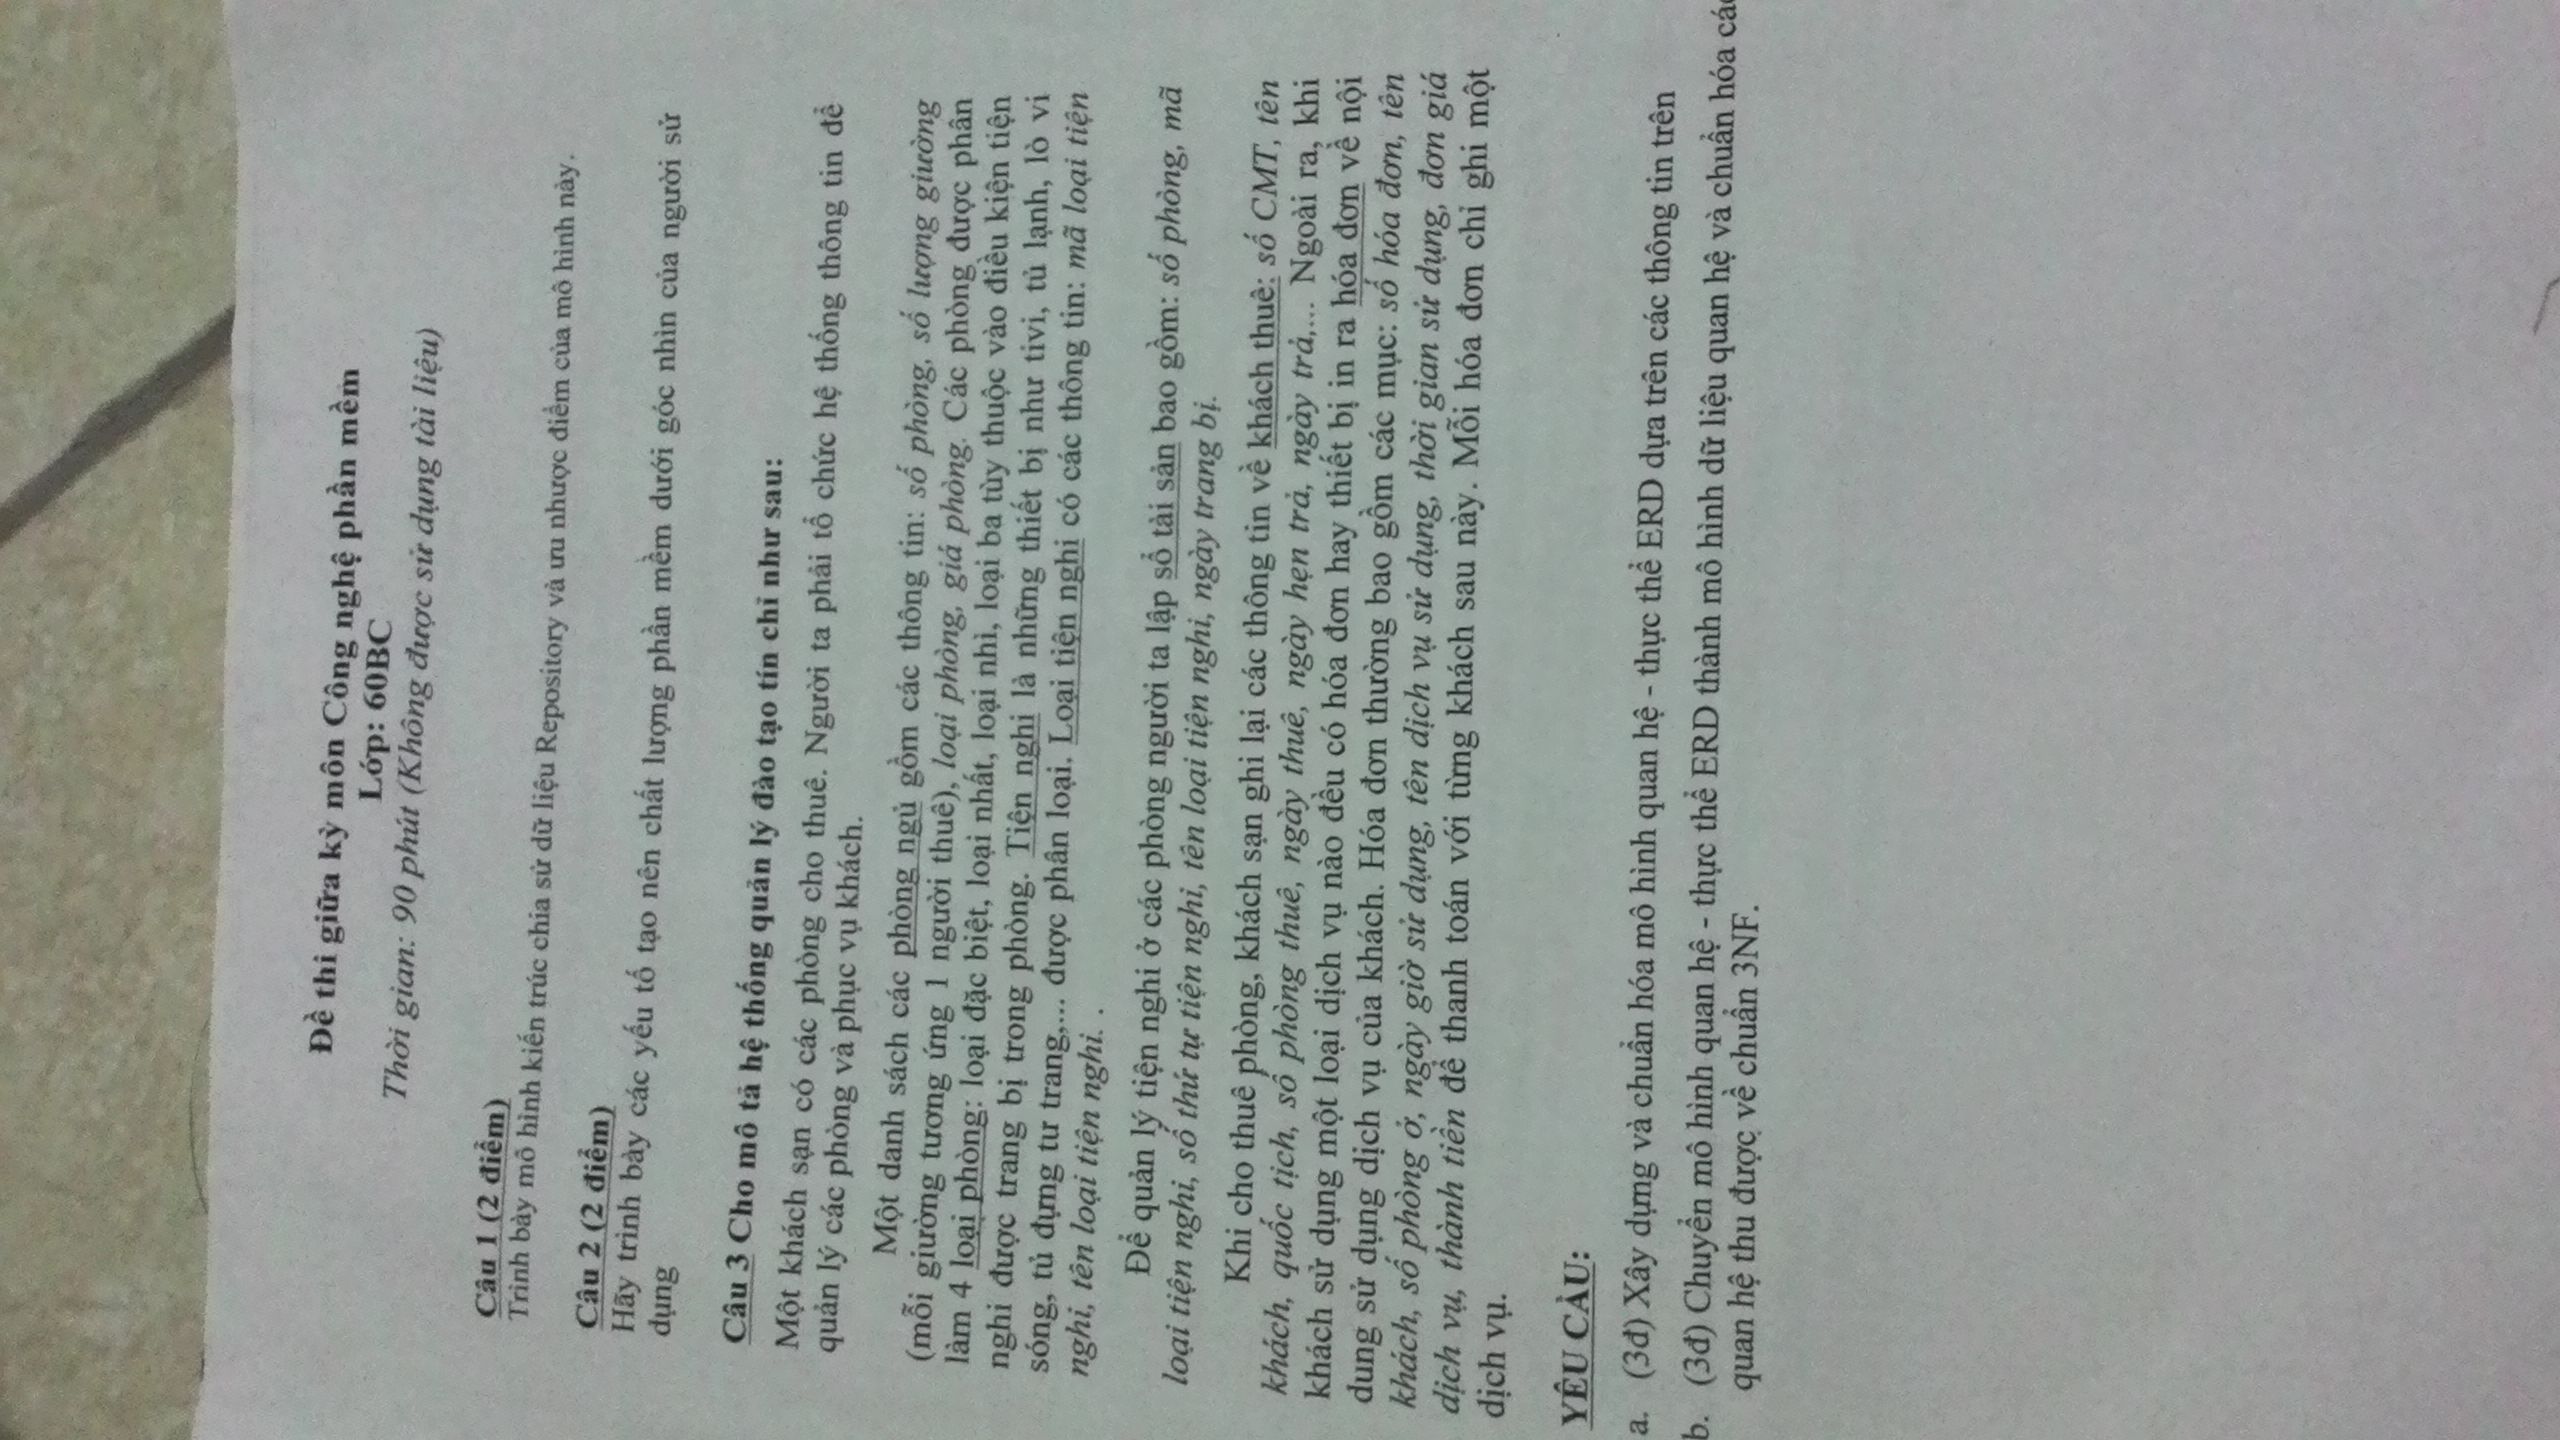 Đề thi giữa kỳ môn Công nghệ phần mềm
Lớp: 60BC
Thời gian: 90 phút (Không được sử dụng tài liệu)
Câu 1 (2 điểm)
Trình bày mô hình kiến trúc chia sử dữ liệu Repository và ưu nhược điểm của mô hình này.
Câu 2 (2 điểm)
Hãy trình bày các yếu tố tạo nên chất lượng phần mềm dưới góc nhìn của người sử
dụng
Câu 3 Cho mô tả hệ thống quản lý đào tạo tín chỉ như sau:
Một khách sạn có các phòng cho thuê. Người ta phải tổ chức hệ thống thông tin để
quản lý các phòng và phục vụ khách.
Một danh sách các phòng ngủ gồm các thông tin: số phòng, số lượng giường
(mỗi giường tương ứng 1 người thuê), loại phòng, giá phòng. Các phòng được phân
làm 4 loại phòng: loại đặc biệt, loại nhất, loại nhì, loại ba tùy thuộc vào điều kiện tiện
nghi được trang bị trong phòng. Tiện nghi là những thiết bị như tivi, tủ lạnh, lò vi
sóng, tủ đựng tư trang,... được phân loại. Loại tiện nghi có các thông tin: mã loại tiện
nghi, tên loại tiện nghi. .
Để quản lý tiện nghi ở các phòng người ta lập sổ tài sản bao gồm: số phòng, mã
loại tiện nghi, số thứ tự tiện nghi, tên loại tiện nghi, ngày trang bị.
Khi cho thuê phòng, khách sạn ghi lại các thông tin về khách thuê: số CMT, tên
khách, quốc tịch, số phòng thuê, ngày thuê, ngày hẹn trả, ngày trả,... Ngoài ra, khi
khách sử dụng một loại dịch vụ nào đều có hóa đơn hay thiết bị in ra hóa đơn về nội
dung sử dụng dịch vụ của khách. Hóa đơn thường bao gồm các mục: số hóa đơn, tên
khách, số phòng ở, ngày giờ sử dụng, tên dịch vụ sử dụng, thời gian sử dụng, đơn giá
dịch vụ, thành tiền để thanh toán với từng khách sau này. Mỗi hóa đơn chỉ ghi một
dịch vụ.
YÊU CẦU:
a. (3đ) Xây dựng và chuẩn hóa mô hình quan hệ - thực thể ERD dựa trên các thông tin trên
b. (3đ) Chuyển mô hình quan hệ - thực thể ERD thành mô hình dữ liệu quan hệ và chuẩn hóa các
quan hệ thu được về chuẩn 3NF.